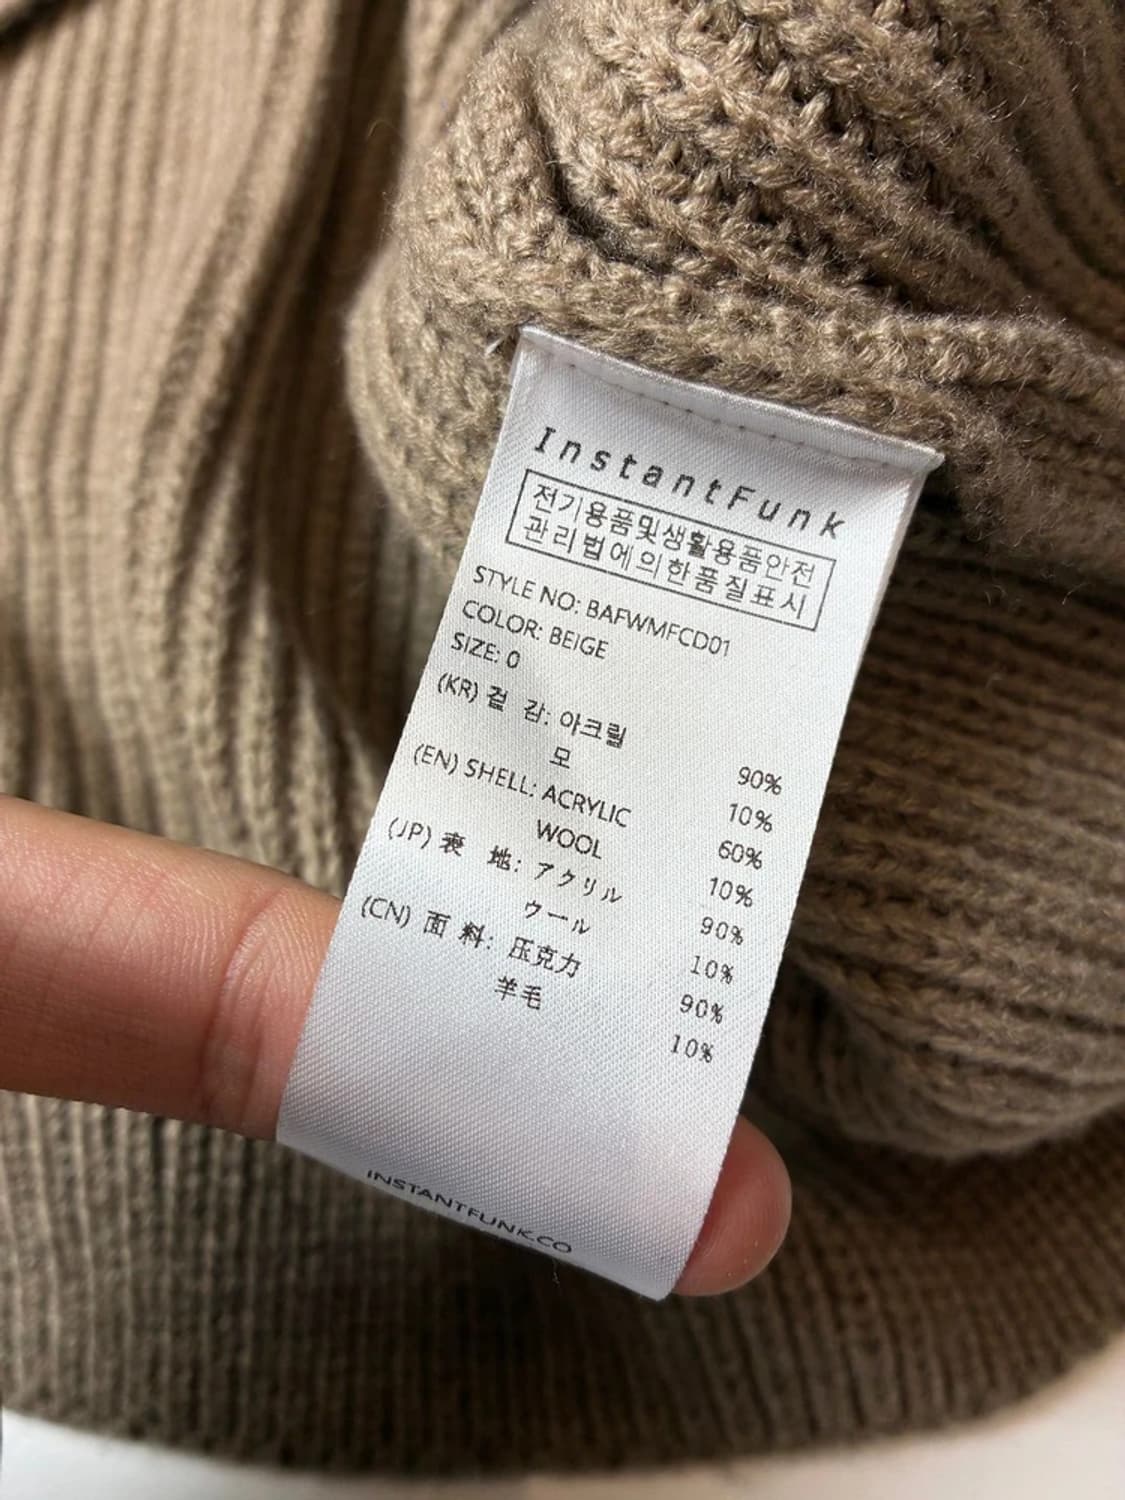 InstantFunk
전기용품및생활용품안전
관리법에의한품질표시
STYLE NO: BAFWMFCD01
COLOR: BEIGE
SIZE: 0
(KR) 겉 감: 아크릴 90%
모 10%
(EN) SHELL: ACRYLIC 60%
WOOL 10%
(JP) 表 地: アクリル 90%
ウール 10%
(CN) 面 料: 压克力 90%
羊毛 10%
INSTANTFUNK.CO